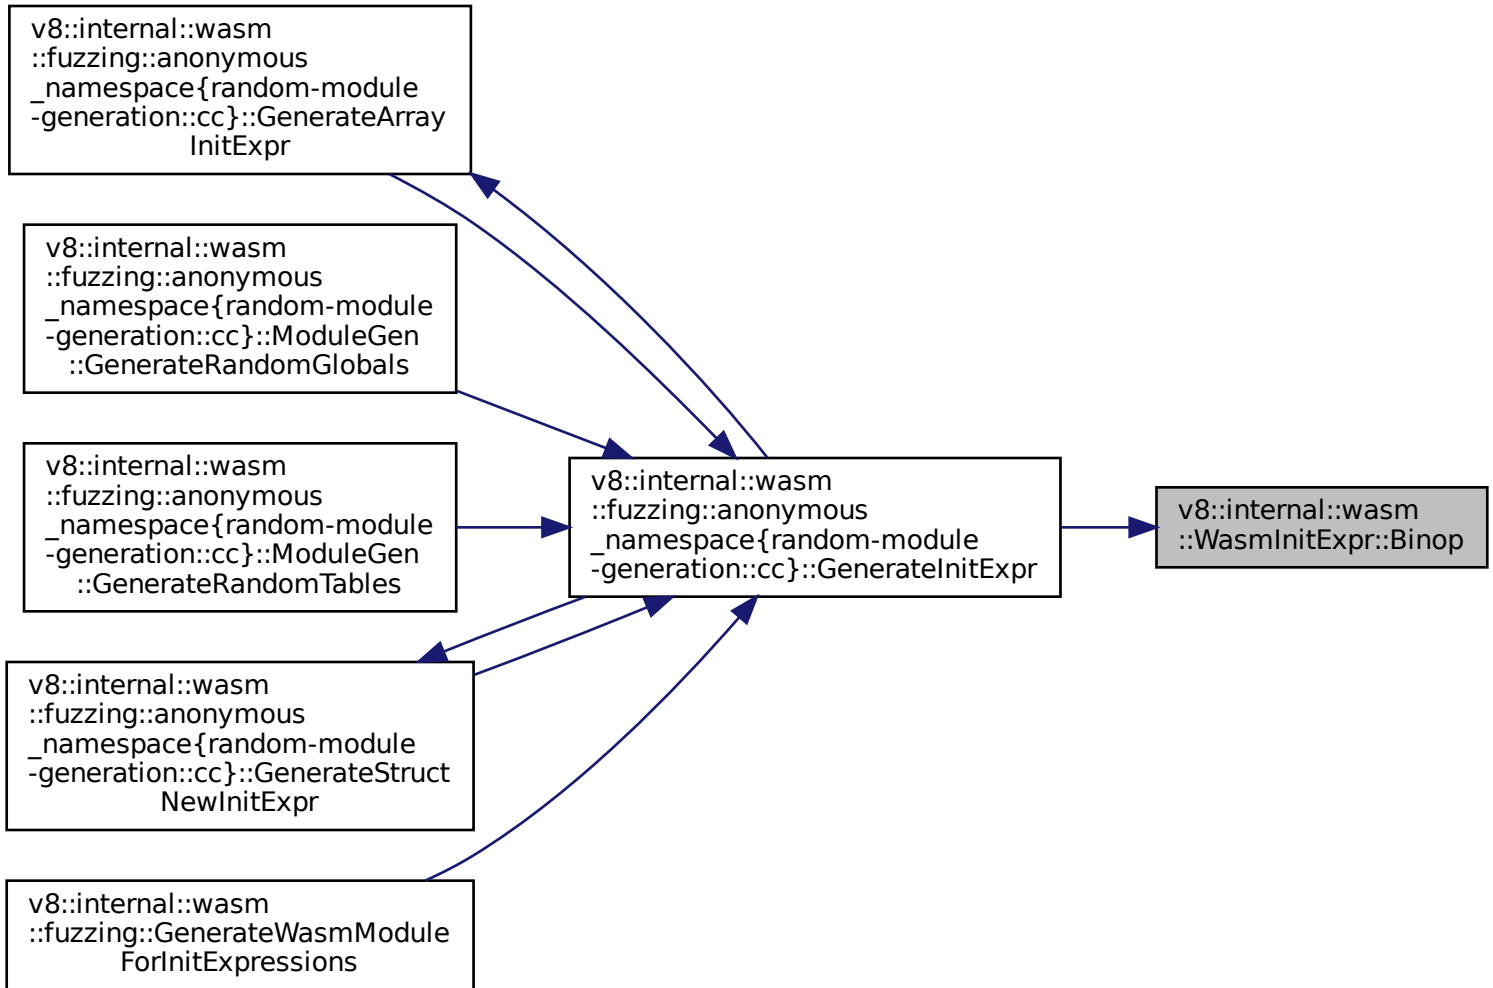 v8::internal::wasm
::fuzzing::anonymous
_namespace{random-module
-generation::cc}::GenerateArray
InitExpr
v8::internal::wasm
::fuzzing::anonymous
_namespace{random-module
-generation::cc}::ModuleGen
::GenerateRandomGlobals
v8::internal::wasm
::fuzzing::anonymous
_namespace{random-module
-generation::cc}::ModuleGen
::GenerateRandomTables
v8::internal::wasm
::fuzzing::anonymous
_namespace{random-module
-generation::cc}::GenerateStruct
NewInitExpr
v8::internal::wasm
::fuzzing::GenerateWasmModule
ForInitExpressions
v8::internal::wasm
::fuzzing::anonymous
_namespace{random-module
-generation::cc}::GenerateInitExpr
v8::internal::wasm
::WasmInitExpr::Binop